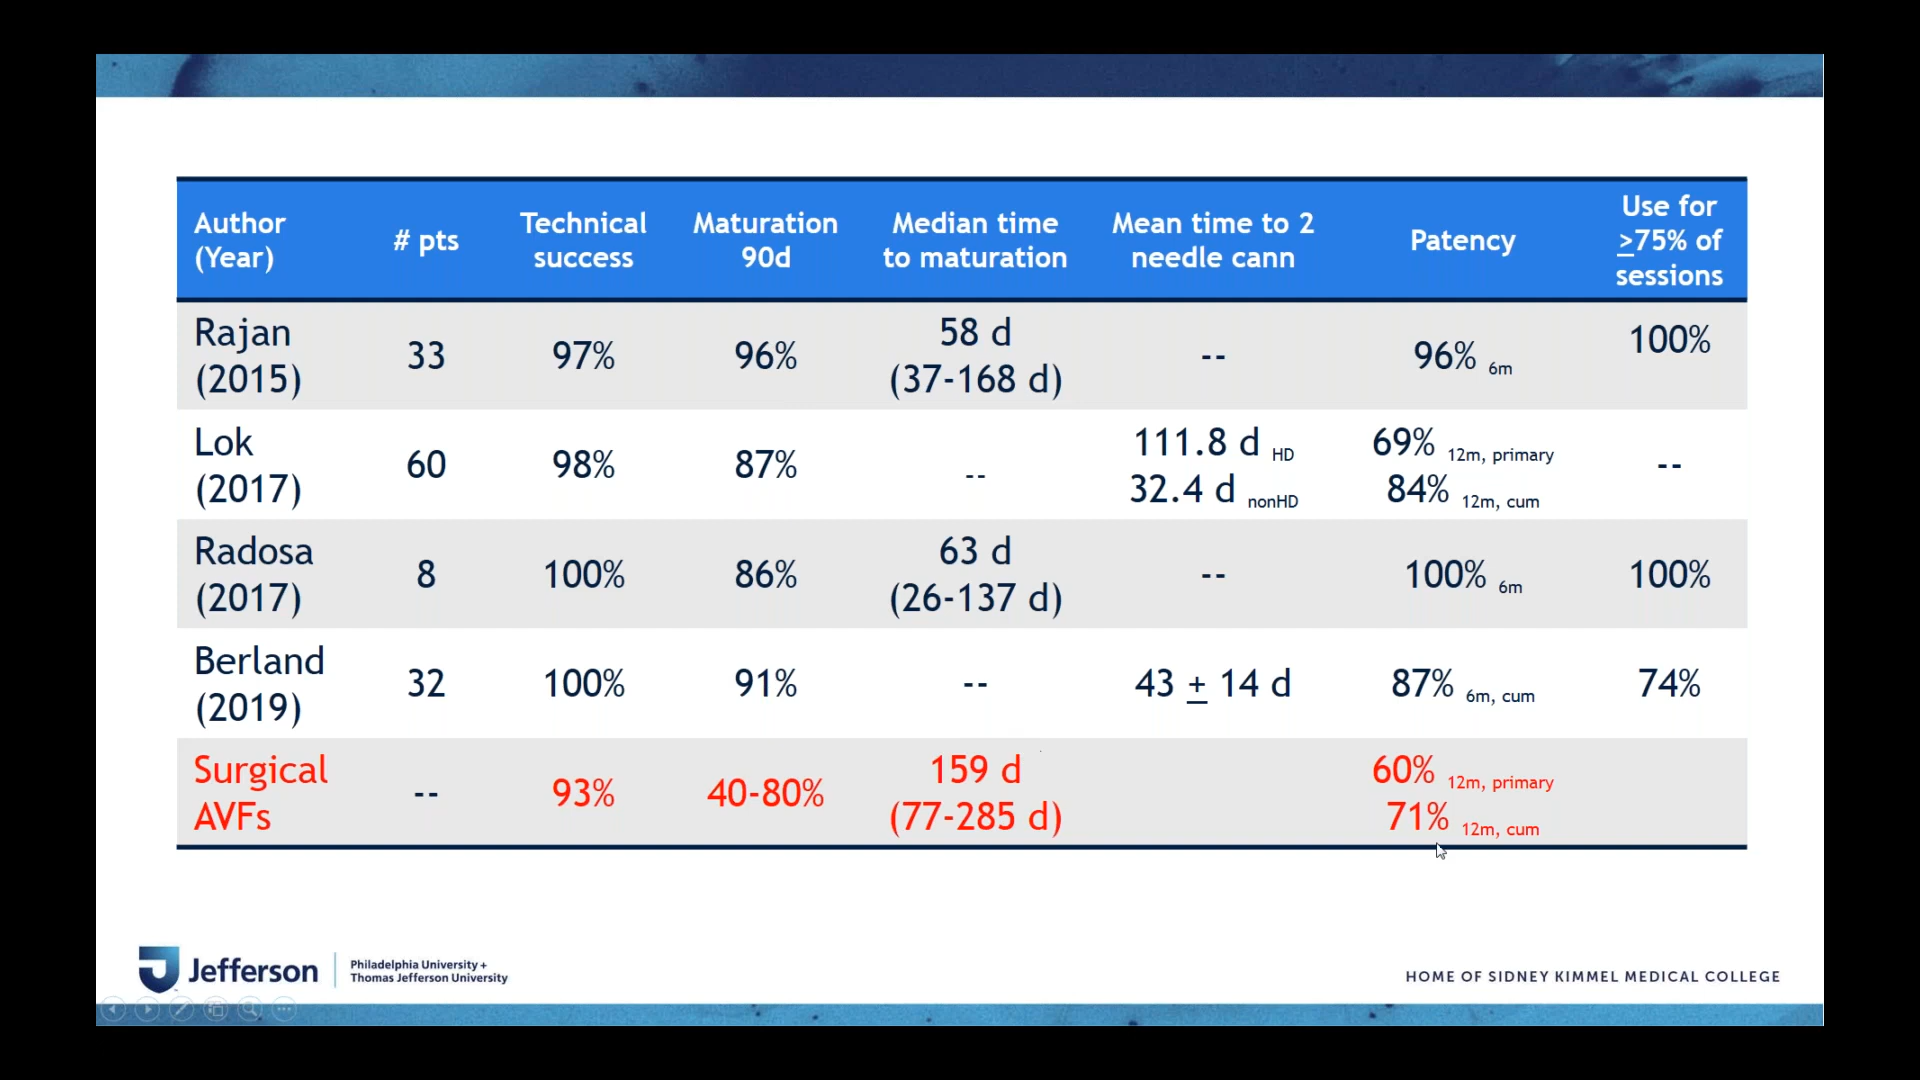 Author (Year)
# pts
Technical success
Maturation 90d
Median time to maturation
Mean time to 2 needle cann
Patency
Use for ≥75% of sessions
Rajan (2015)
33
97%
96%
58 d
(37-168 d)
--
96% 6m
100%
Lok (2017)
60
98%
87%
--
111.8 d HD
32.4 d nonHD
69% 12m, primary
84% 12m, cum
--
Radosa (2017)
8
100%
86%
63 d
(26-137 d)
--
100% 6m
100%
Berland (2019)
32
100%
91%
--
43 ± 14 d
87% 6m, cum
74%
Surgical AVFs
--
93%
40-80%
159 d
(77-285 d)
60% 12m, primary
71% 12m, cum
Jefferson
Philadelphia University +
Thomas Jefferson University
HOME OF SIDNEY KIMMEL MEDICAL COLLEGE